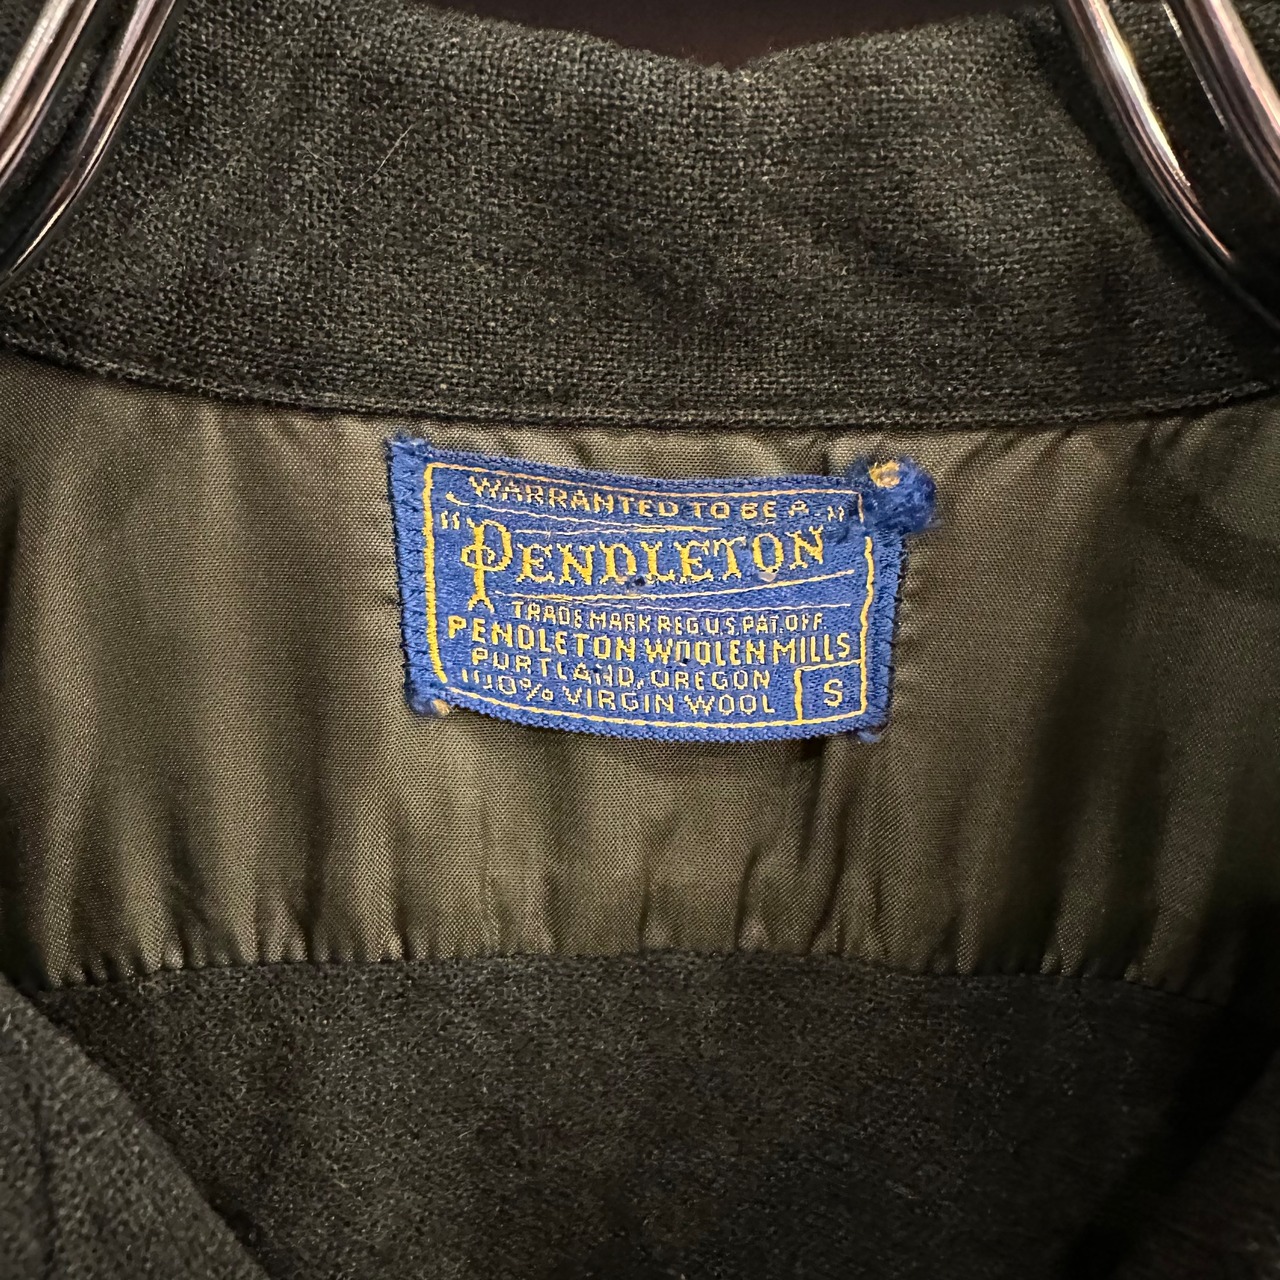 WARRANTED TO BE A
"PENDLETON"
TRADE MARK REG U.S. PAT. OFF.
PENDLETON WOOLEN MILLS
PORTLAND, OREGON
100% VIRGIN WOOL
S